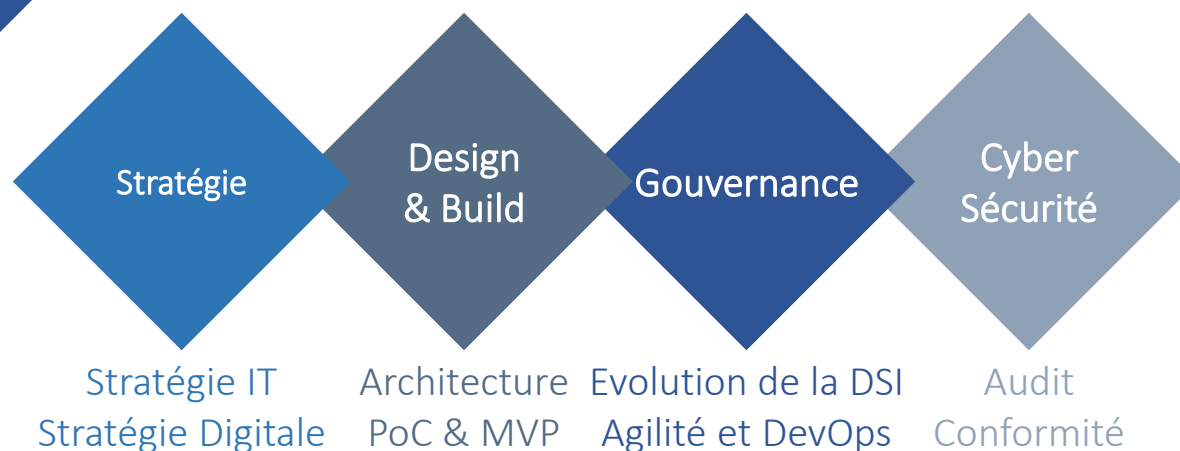 Stratégie
Design
& Build
Gouvernance
Cyber
Sécurité
Stratégie IT
Stratégie Digitale
Architecture
PoC & MVP
Evolution de la DSI
Agilité et DevOps
Audit
Conformité